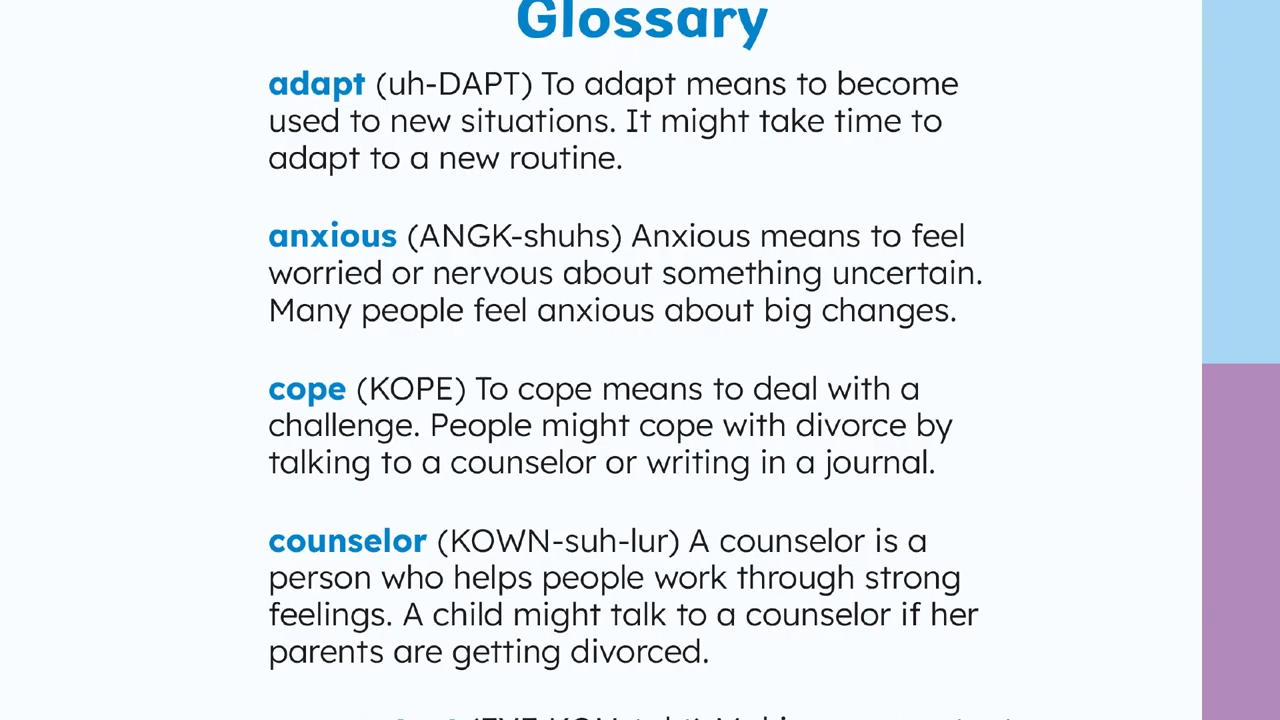 Glossary
adapt (uh-DAPT) To adapt means to become
used to new situations. It might take time to
adapt to a new routine.
anxious (ANGK-shuhs) Anxious means to feel
worried or nervous about something uncertain.
Many people feel anxious about big changes.
cope (KOPE) To cope means to deal with a
challenge. People might cope with divorce by
talking to a counselor or writing in a journal.
counselor (KOWN-suh-lur) A counselor is a
person who helps people work through strong
feelings. A child might talk to a counselor if her
parents are getting divorced.